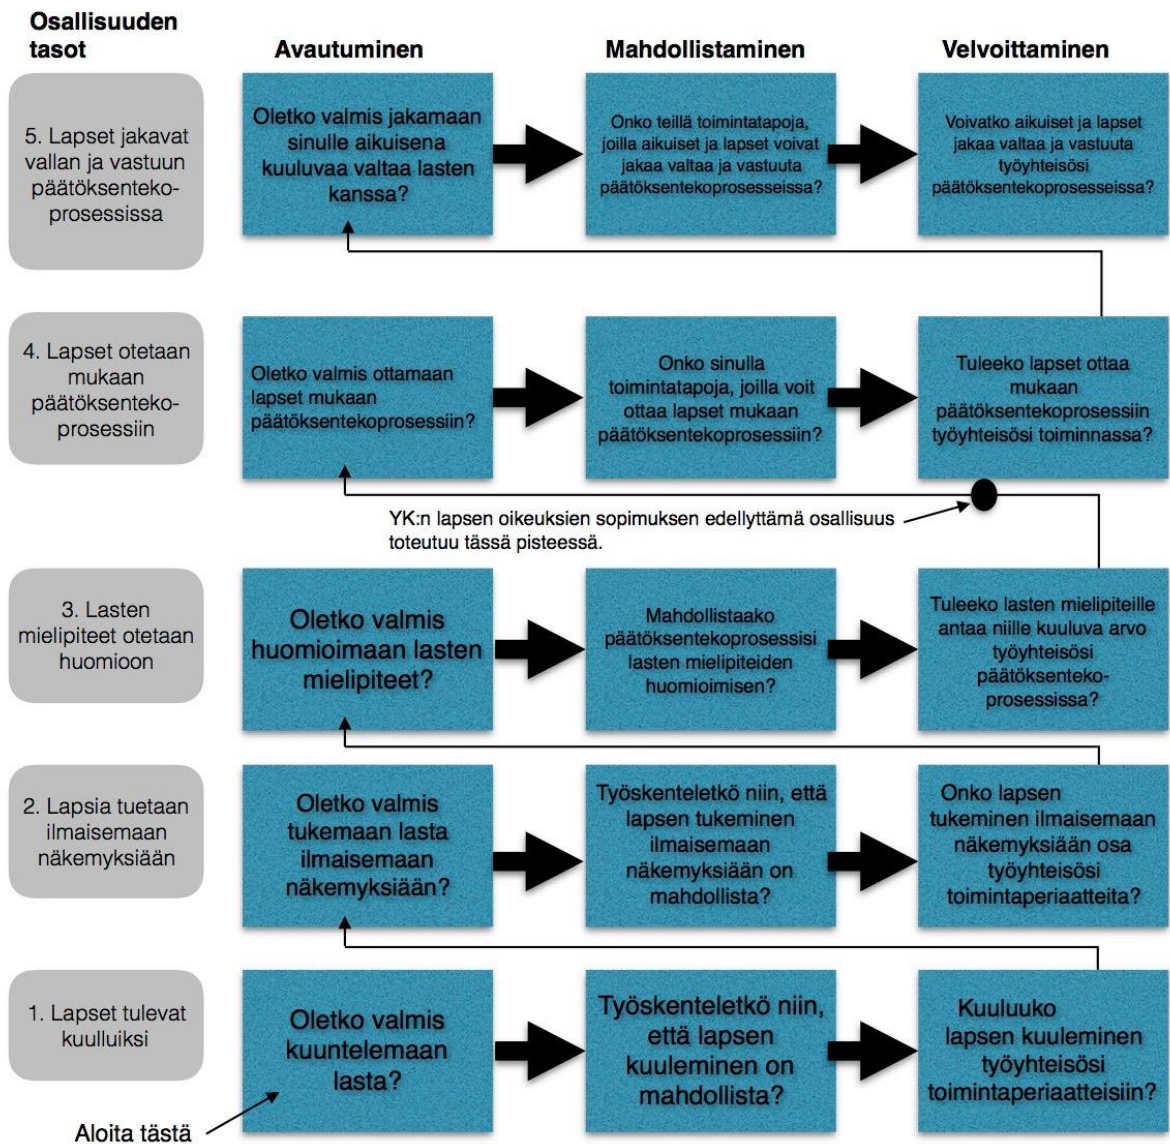 Osallisuuden
tasot
Avautuminen
Mahdollistaminen
Velvoittaminen
5. Lapset jakavat
vallan ja vastuun
päätöksenteko-
prosessissa
Oletko valmis jakamaan
sinulle aikuisena
kuuluvaa valtaa lasten
kanssa?
Onko teillä toimintatapoja,
joilla aikuiset ja lapset voivat
jakaa valtaa ja vastuuta
päätöksentekoprosesseissa?
Voivatko aikuiset ja lapset
jakaa valtaa ja vastuuta
työyhteisösi
päätöksentekoprosesseissa?
4. Lapset otetaan
mukaan
päätöksenteko-
prosessiin
Oletko valmis ottamaan
lapset mukaan
päätöksentekoprosessiin?
Onko sinulla
toimintatapoja, joilla voit
ottaa lapset mukaan
päätöksentekoprosessiin?
Tuleeko lapset ottaa
mukaan
päätöksentekoprosessiin
työyhteisösi toiminnassa?
YK:n lapsen oikeuksien sopimuksen edellyttämä osallisuus
toteutuu tässä pisteessä.
3. Lasten
mielipiteet otetaan
huomioon
Oletko valmis
huomioimaan lasten
mielipiteet?
Mahdollistaako
päätöksentekoprosessisi
lasten mielipiteiden
huomioimisen?
Tuleeko lasten mielipiteille
antaa niille kuuluva arvo
työyhteisösi
päätöksenteko-
prosessissa?
2. Lapsia tuetaan
ilmaisemaan
näkemyksiään
Oletko valmis
tukemaan lasta
ilmaisemaan
näkemyksiään?
Työskenteletkö niin, että
lapsen tukeminen
ilmaisemaan
näkemyksiään on
mahdollista?
Onko lapsen
tukeminen ilmaisemaan
näkemyksiään osa
työyhteisösi
toimintaperiaatteita?
1. Lapset tulevat
kuulluiksi
Oletko valmis
kuuntelemaan
lasta?
Työskenteletkö niin,
että lapsen
kuuleminen on
mahdollista?
Kuuluuko
lapsen kuuleminen
työyhteisösi
toimintaperiaatteisiin?
Aloita tästä